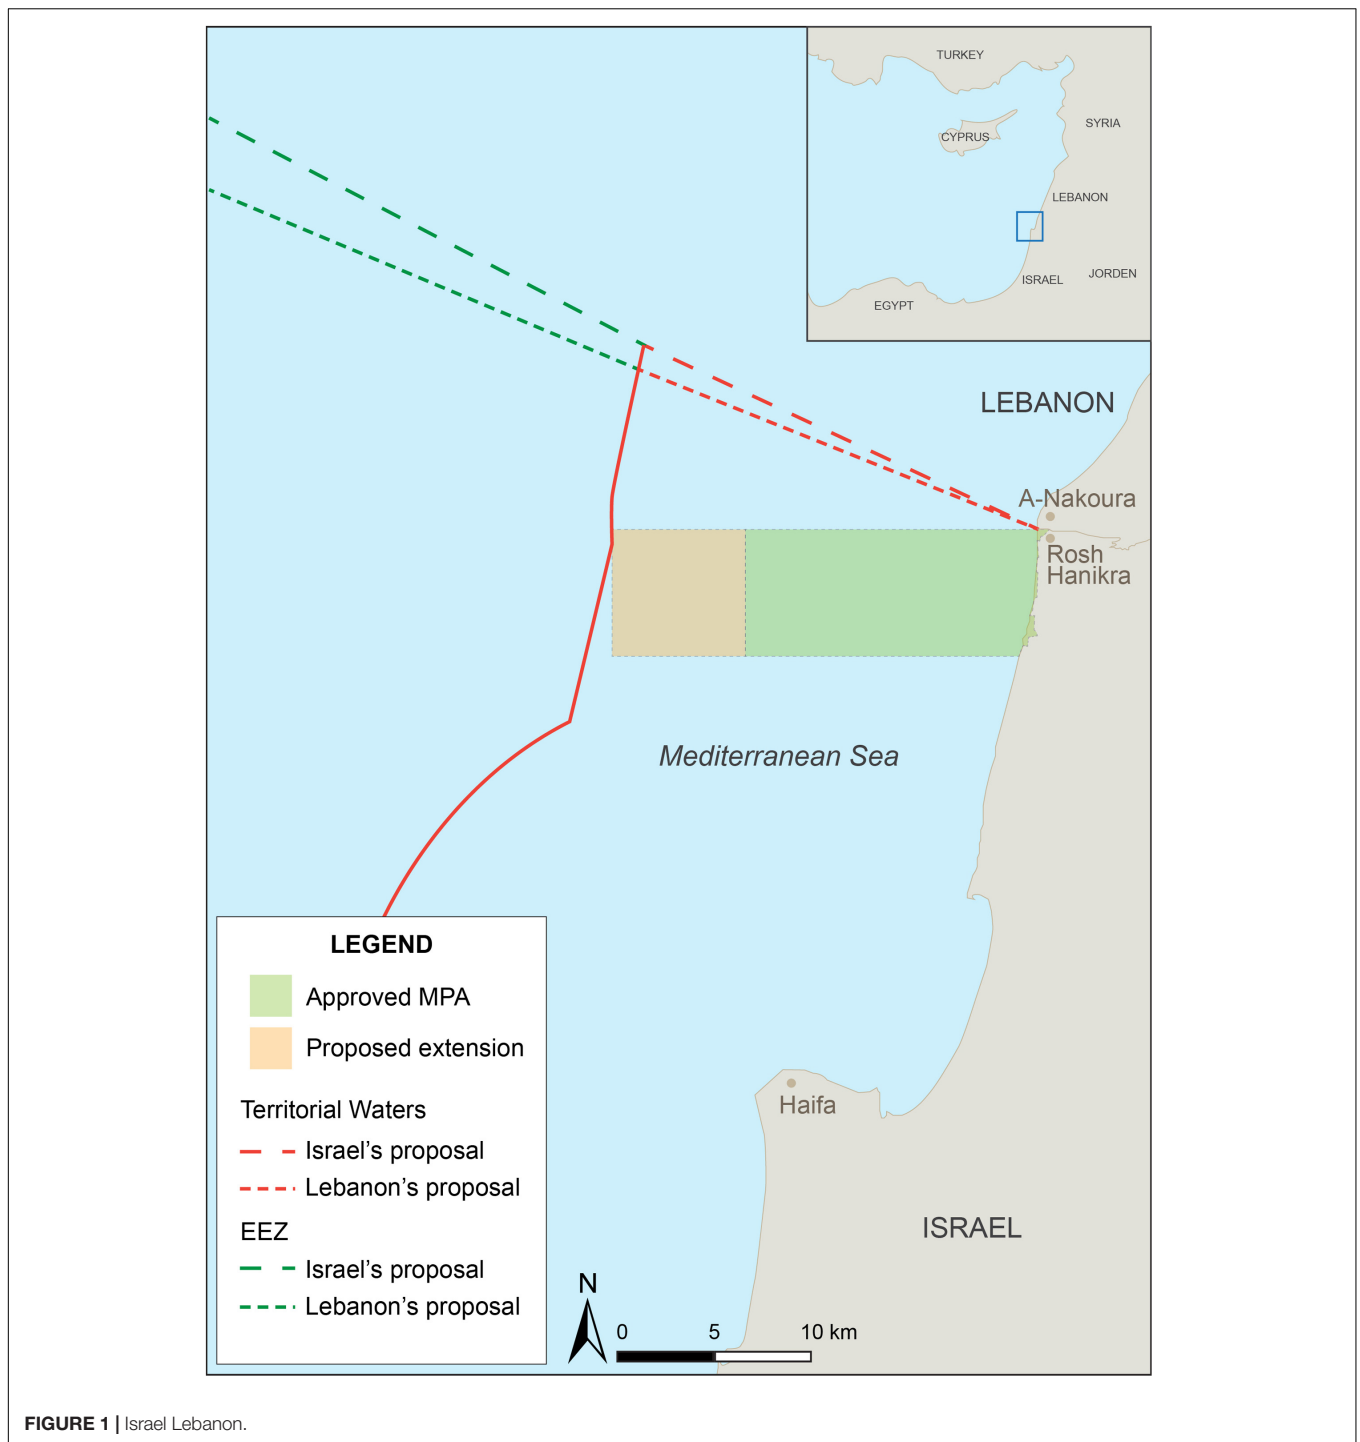 TURKEY
CYPRUS
SYRIA
LEBANON
ISRAEL
JORDEN
EGYPT
LEBANON
A-Nakoura
Rosh
Hanikra
Mediterranean Sea
Haifa
ISRAEL
LEGEND
Approved MPA
Proposed extension
Territorial Waters
Israel's proposal
Lebanon's proposal
EEZ
Israel's proposal
Lebanon's proposal
N
0 5 10 km
FIGURE 1 | Israel Lebanon.